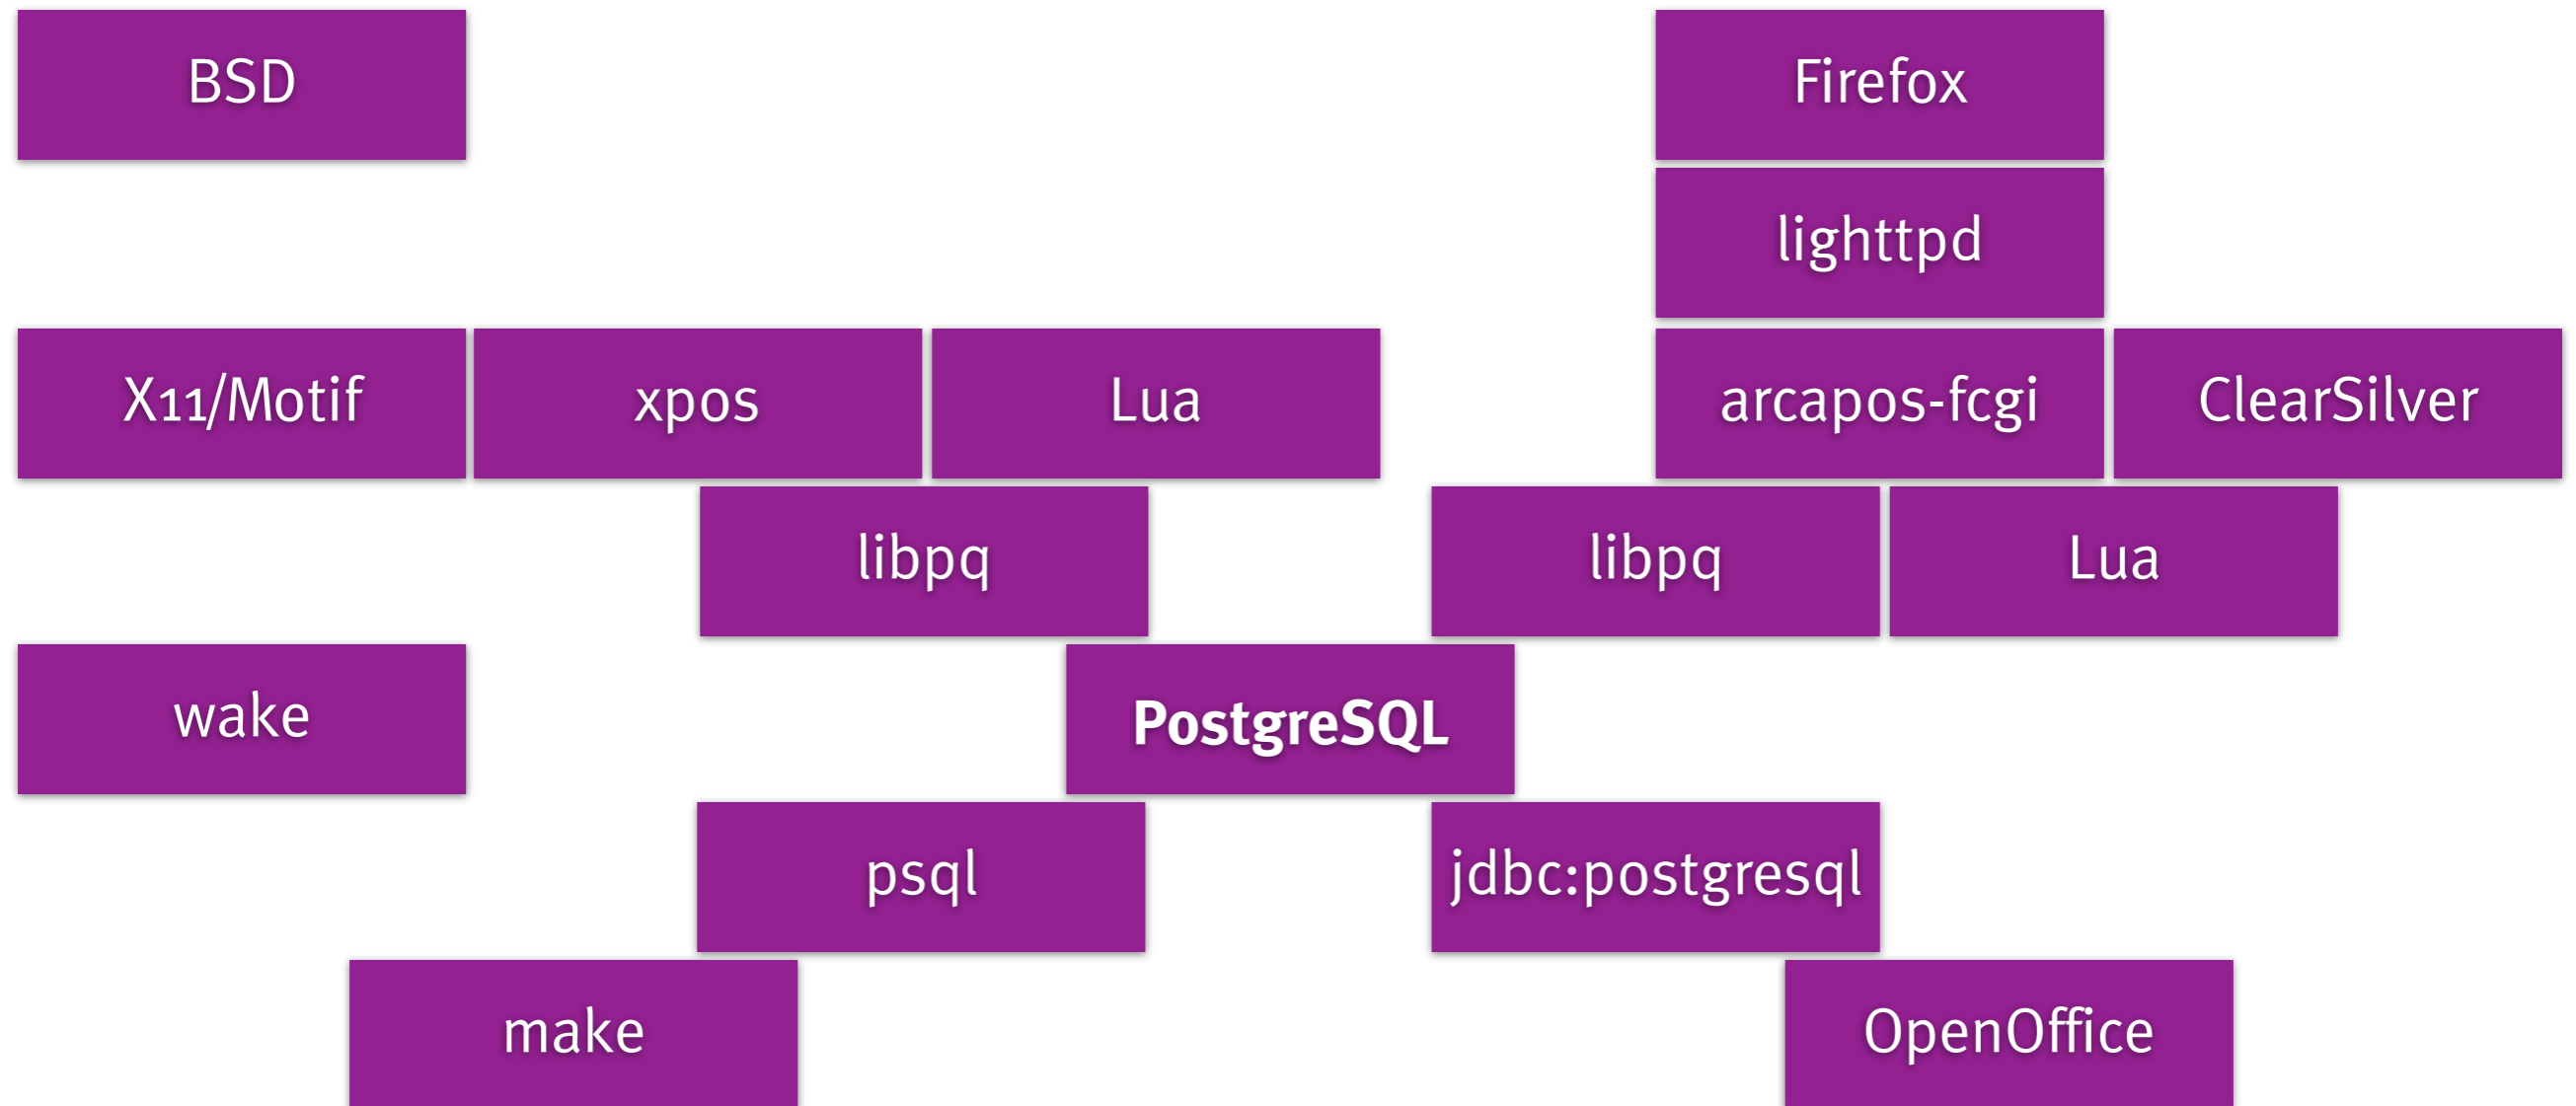 BSD
Firefox
lighttpd
X11/Motif
xpos
Lua
arcapos-fcgi
ClearSilver
libpq
libpq
Lua
wake
PostgreSQL
psql
jdbc:postgresql
make
OpenOffice